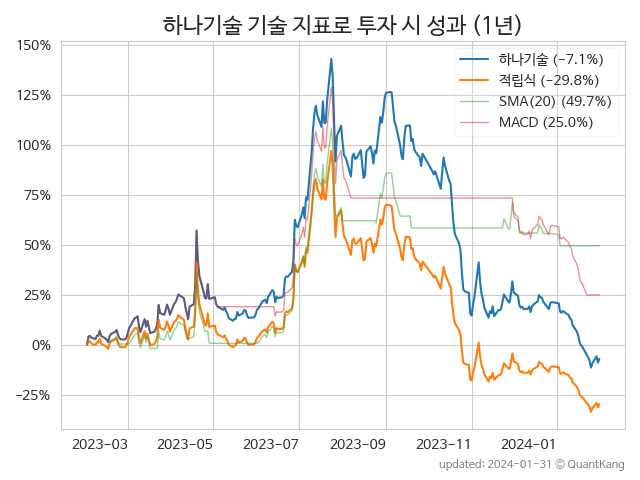 하나기술 기술 지표로 투자 시 성과 (1년)
150%
125%
100%
75%
50%
25%
0%
−25%
하나기술 (−7.1%)
적립식 (−29.8%)
SMA(20) (49.7%)
MACD (25.0%)
2023-03 2023-05 2023-07 2023-09 2023-11 2024-01
updated: 2024-01-31 © QuantKang